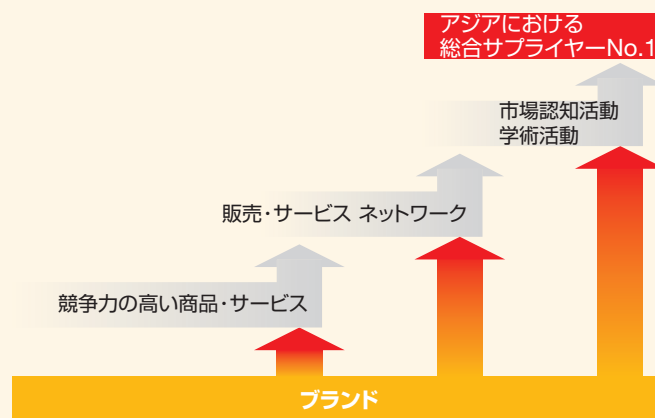 アジアにおける
総合サプライヤーNo.1
市場認知活動
学術活動
販売・サービス ネットワーク
競争力の高い商品・サービス
ブランド